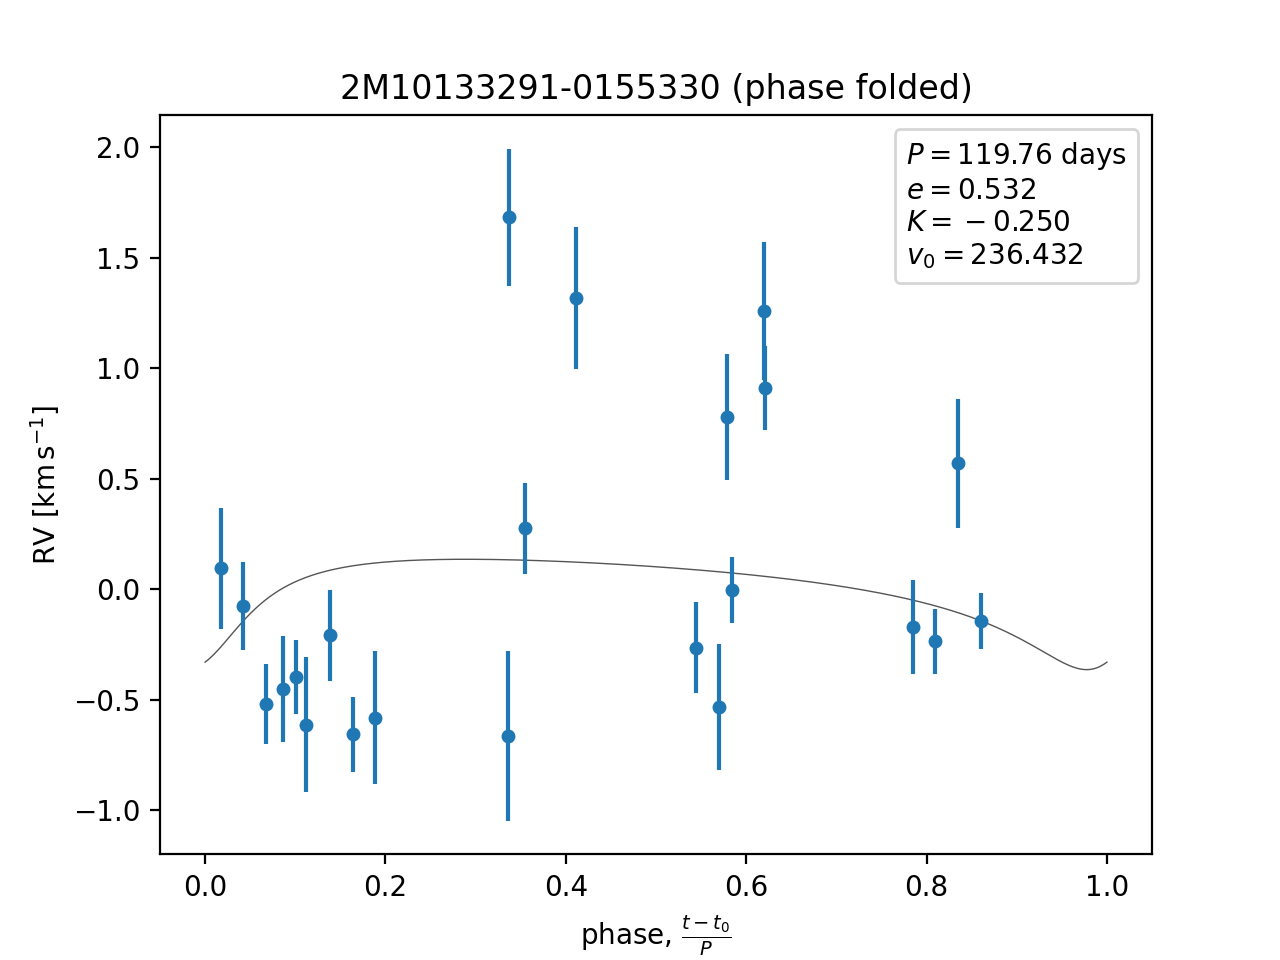 2M10133291-0155330 (phase folded)
P = 119.76 days
e = 0.532
K = −0.250
v₀ = 236.432
2.0
1.5
1.0
0.5
0.0
−0.5
−1.0
RV [km s⁻¹]
0.0 0.2 0.4 0.6 0.8 1.0
phase, (t − t₀)/P